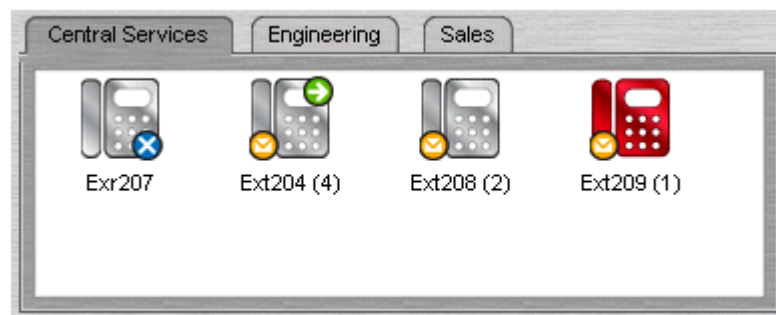 Central Services Engineering Sales
Exr207 Ext204 (4) Ext208 (2) Ext209 (1)